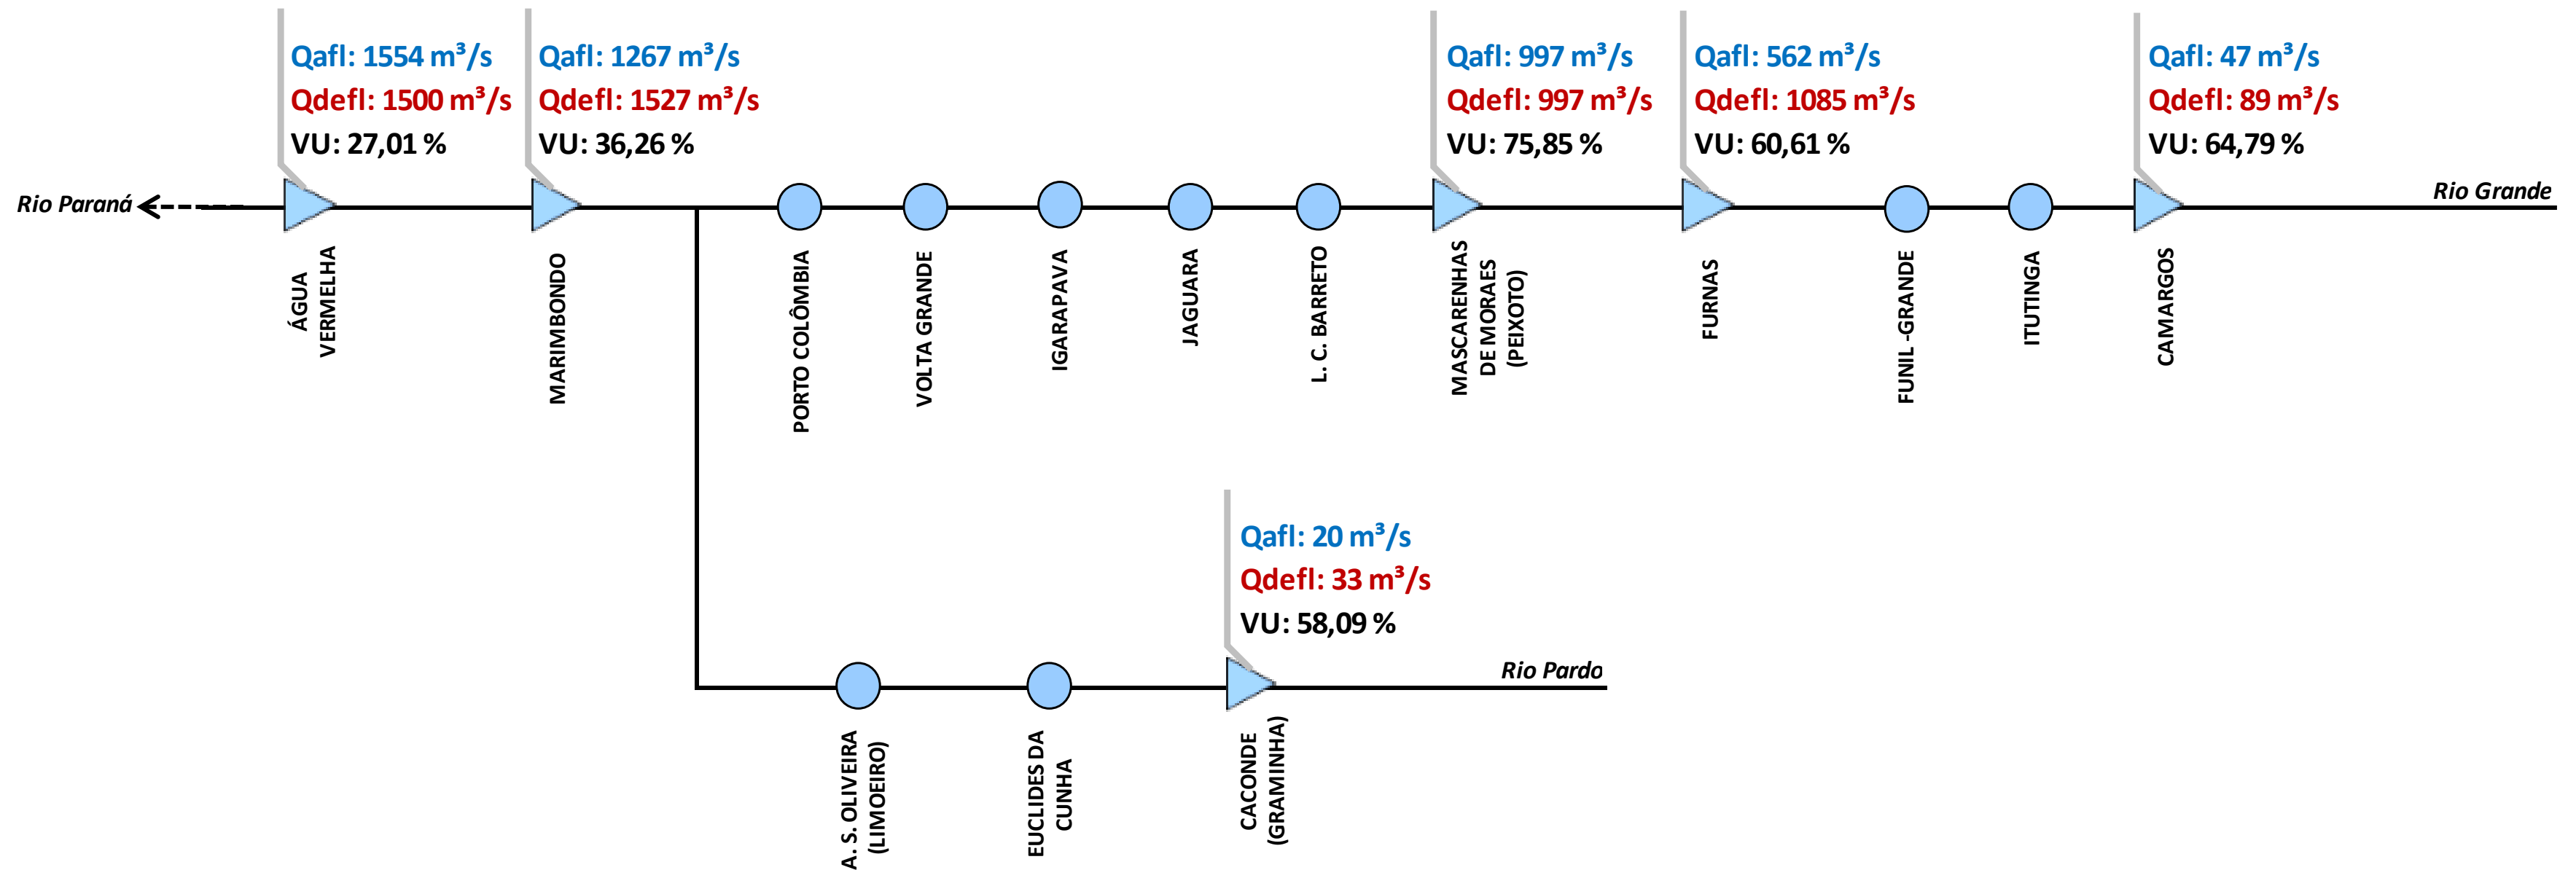 Qafl: 1554 m³/s
Qdefl: 1500 m³/s
VU: 27,01 %
Qafl: 1267 m³/s
Qdefl: 1527 m³/s
VU: 36,26 %
Qafl: 997 m³/s
Qdefl: 997 m³/s
VU: 75,85 %
Qafl: 562 m³/s
Qdefl: 1085 m³/s
VU: 60,61 %
Qafl: 47 m³/s
Qdefl: 89 m³/s
VU: 64,79 %
Rio Paraná
Rio Grande
ÁGUA
VERMELHA
MARIMBONDO
PORTO COLÔMBIA
VOLTA GRANDE
IGARAPAVA
JAGUARA
L. C. BARRETO
MASCARENHAS
DE MORAES
(PEIXOTO)
FURNAS
FUNIL -GRANDE
ITUTINGA
CAMARGOS
Qafl: 20 m³/s
Qdefl: 33 m³/s
VU: 58,09 %
Rio Pardo
A. S. OLIVEIRA
(LIMOEIRO)
EUCLIDES DA
CUNHA
CACONDE
(GRAMINHA)